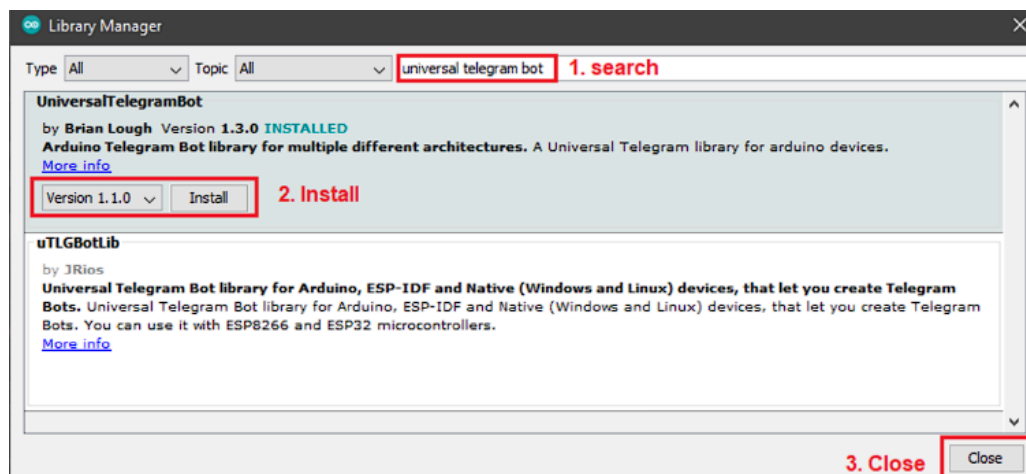 Library Manager
Type All Topic All universal telegram bot 1. search
UniversalTelegramBot
by Brian Lough Version 1.3.0 INSTALLED
Arduino Telegram Bot library for multiple different architectures. A Universal Telegram library for arduino devices.
More info
Version 1.1.0 Install 2. Install
uTLGBotLib
by JRios
Universal Telegram Bot library for Arduino, ESP-IDF and Native (Windows and Linux) devices, that let you create Telegram
Bots. Universal Telegram Bot library for Arduino, ESP-IDF and Native (Windows and Linux) devices, that let you create Telegram
Bots. You can use it with ESP8266 and ESP32 microcontrollers.
More info
3. Close Close